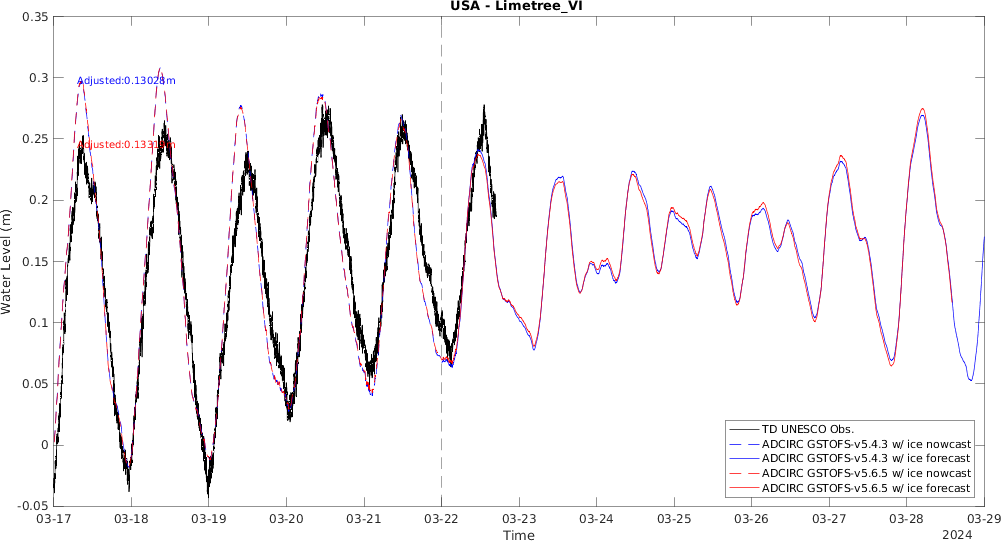 USA - Limetree_VI
0.35
0.3
0.25
0.2
0.15
0.1
0.05
0
-0.05
Water Level (m)
Adjusted:0.13028m
TD UNESCO Obs.
ADCIRC GSTOFS-v5.4.3 w/ ice nowcast
ADCIRC GSTOFS-v5.4.3 w/ ice forecast
ADCIRC GSTOFS-v5.6.5 w/ ice nowcast
ADCIRC GSTOFS-v5.6.5 w/ ice forecast
03-17 03-18 03-19 03-20 03-21 03-22 03-23 03-24 03-25 03-26 03-27 03-28 03-29
Time
2024